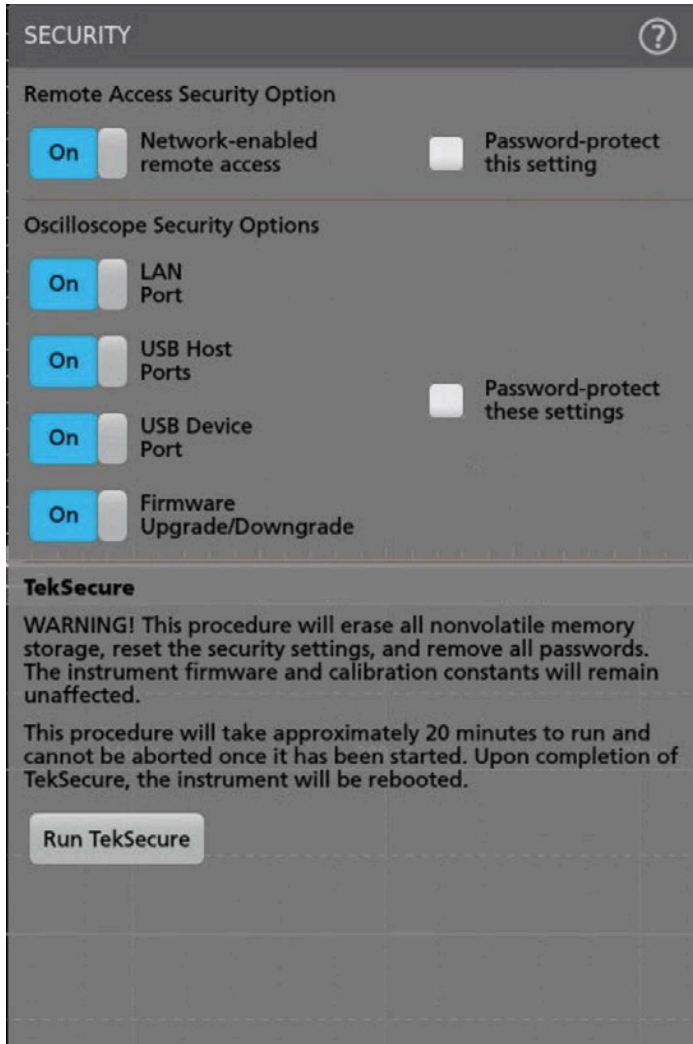 SECURITY
?
Remote Access Security Option
On
Network-enabled
remote access
Password-protect
this setting
Oscilloscope Security Options
On
LAN
Port
On
USB Host
Ports
Password-protect
these settings
On
USB Device
Port
On
Firmware
Upgrade/Downgrade
TekSecure
WARNING! This procedure will erase all nonvolatile memory
storage, reset the security settings, and remove all passwords.
The instrument firmware and calibration constants will remain
unaffected.
This procedure will take approximately 20 minutes to run and
cannot be aborted once it has been started. Upon completion of
TekSecure, the instrument will be rebooted.
Run TekSecure